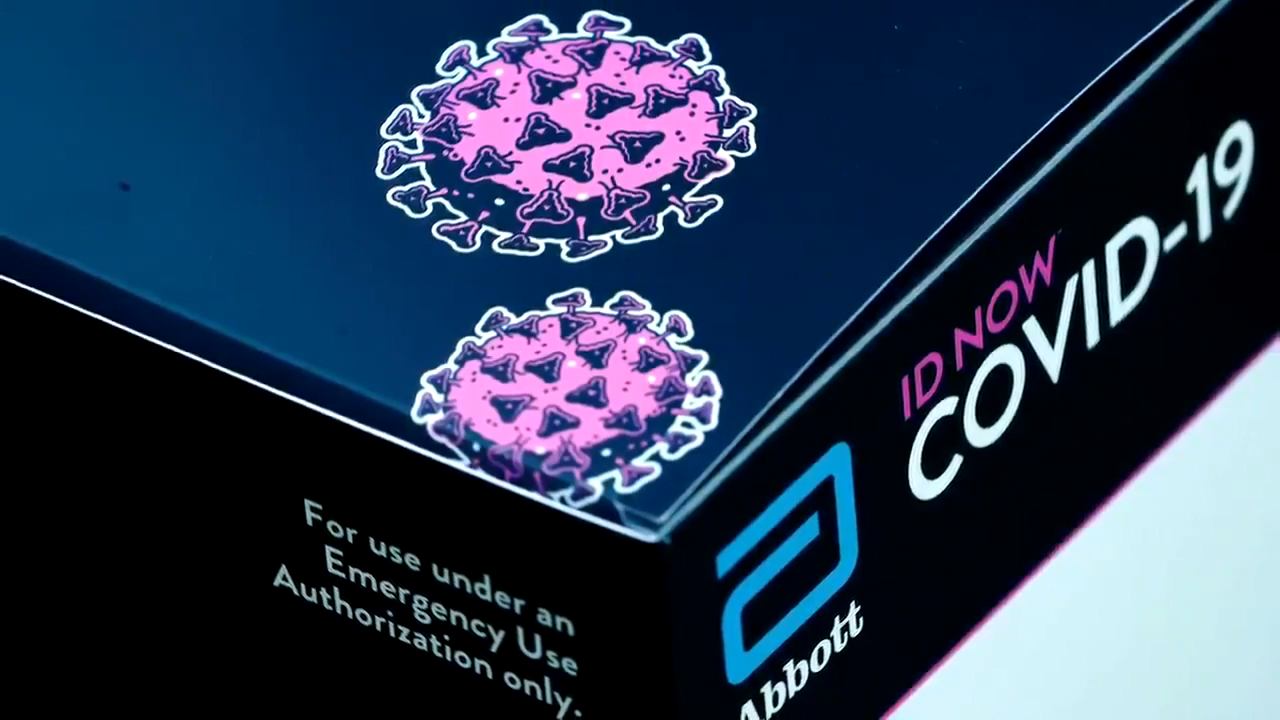 For use under an
Emergency Use
Authorization only.
ID NOW
COVID-19
Abbott